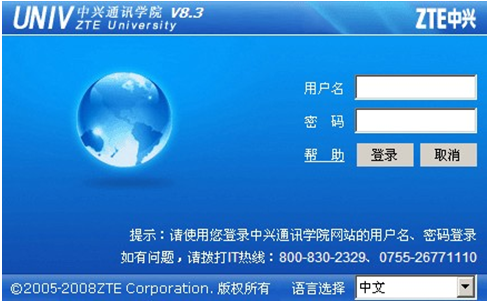 UNIV 中兴通讯学院 V8.3
ZTE University
ZTE中兴
用户名
密 码
帮 助 登录 取消
提示：请使用您登录中兴通讯学院网站的用户名、密码登录
如有问题，请拨打IT热线：800-830-2329、0755-26771110
©2005-2008ZTE Corporation. 版权所有 语言选择 中文